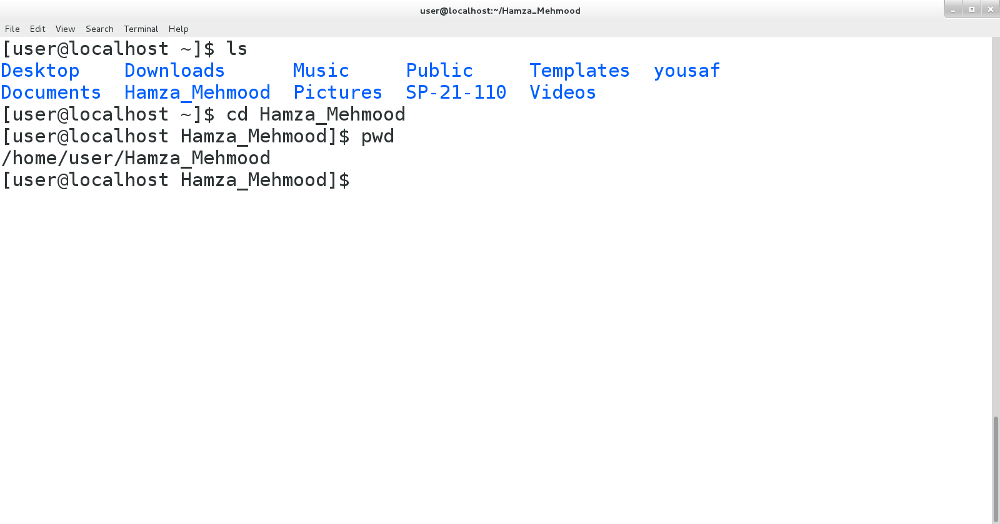 user@localhost:~/Hamza_Mehmood
File Edit View Search Terminal Help
[user@localhost ~]$ ls
Desktop    Downloads      Music     Public     Templates  yousaf
Documents  Hamza_Mehmood  Pictures  SP-21-110  Videos
[user@localhost ~]$ cd Hamza_Mehmood
[user@localhost Hamza_Mehmood]$ pwd
/home/user/Hamza_Mehmood
[user@localhost Hamza_Mehmood]$